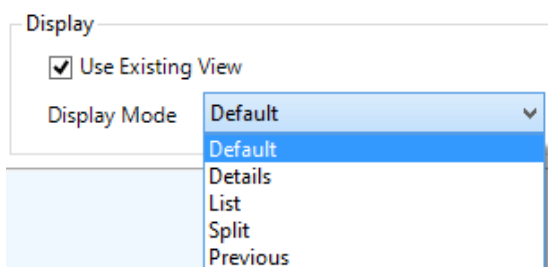 Display
Use Existing View
Display Mode Default
Default
Details
List
Split
Previous